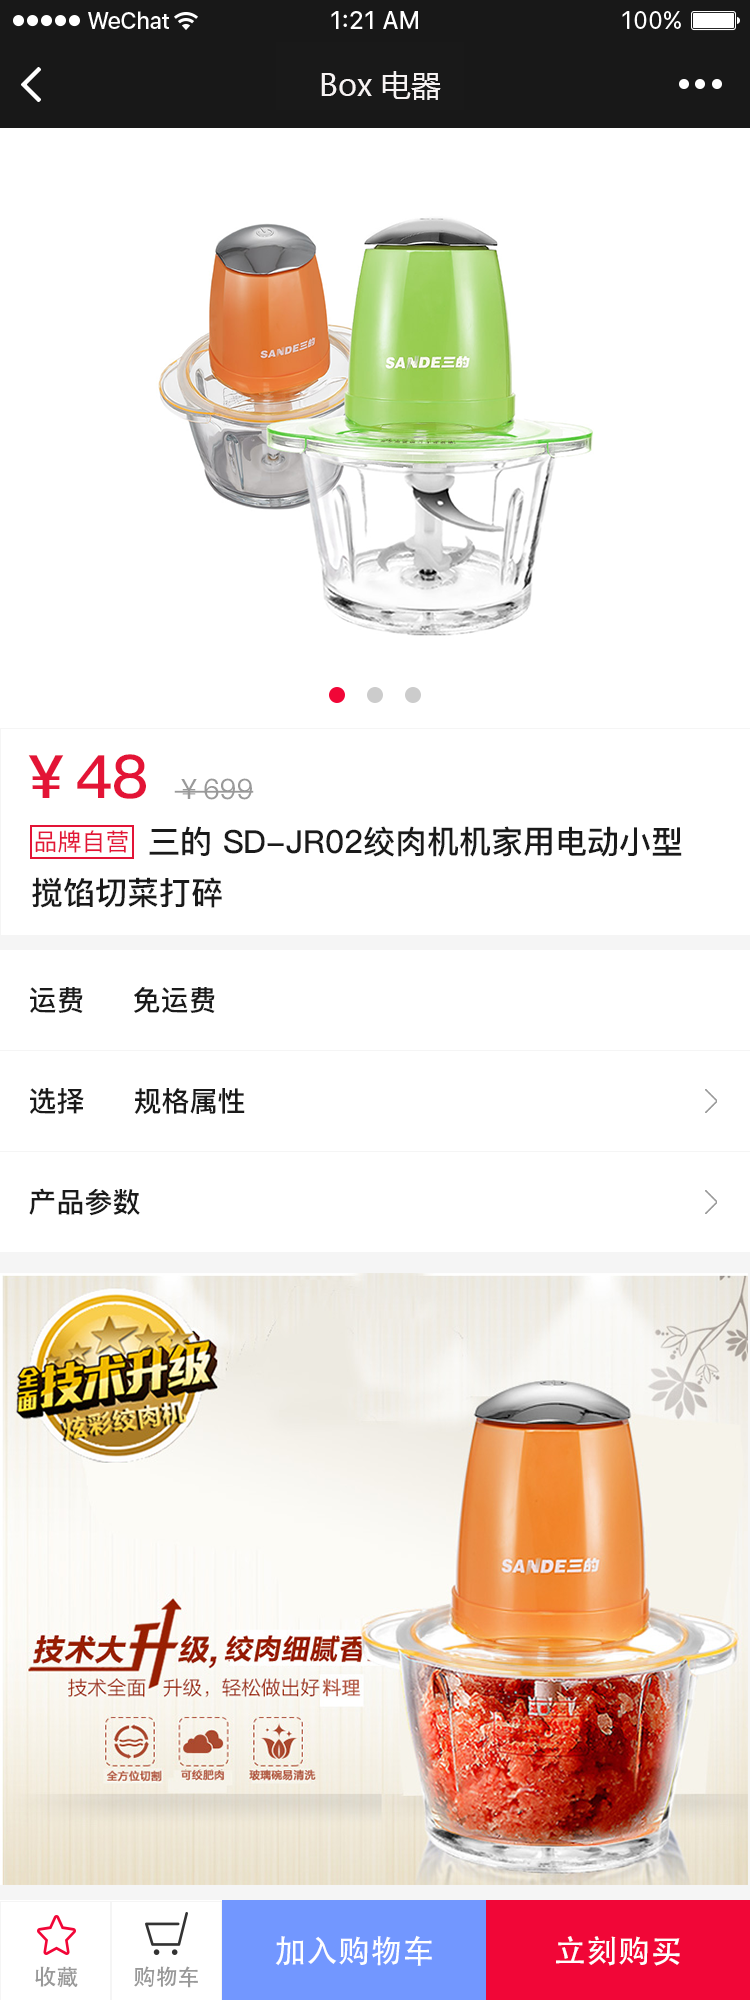 WeChat 1:21 AM 100%
Box 电器
SANDE三的
SANDE三的
¥ 48 ¥ 699
品牌自营 三的 SD-JR02绞肉机机家用电动小型
搅馅切菜打碎
运费 免运费
选择 规格属性
产品参数
全面技术升级
炫彩绞肉机
SANDE三的
技术大升级, 绞肉细腻香
技术全面升级，轻松做出好料理
全方位切割 可绞肥肉 玻璃碗易清洗
收藏 购物车 加入购物车 立刻购买